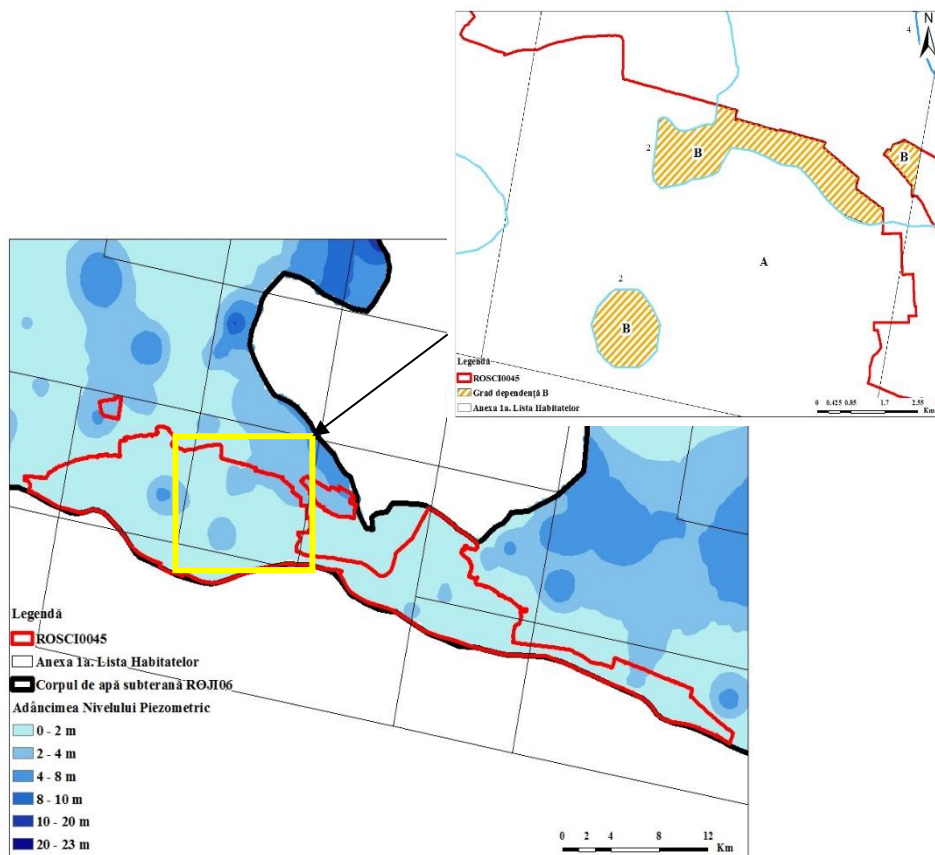 N
4
2
B
B
A
2
B
Legendă
ROSCI0045
Grad dependență B
Anexa 1a. Lista Habitatelor
0 0.425 0.85 1.7 2.55
Km
Legendă
ROSCI0045
Anexa 1a. Lista Habitatelor
Corpul de apă subterană ROJI06
Adâncimea Nivelului Piezometric
0 - 2 m
2 - 4 m
4 - 8 m
8 - 10 m
10 - 20 m
20 - 23 m
0 2 4 8 12
Km